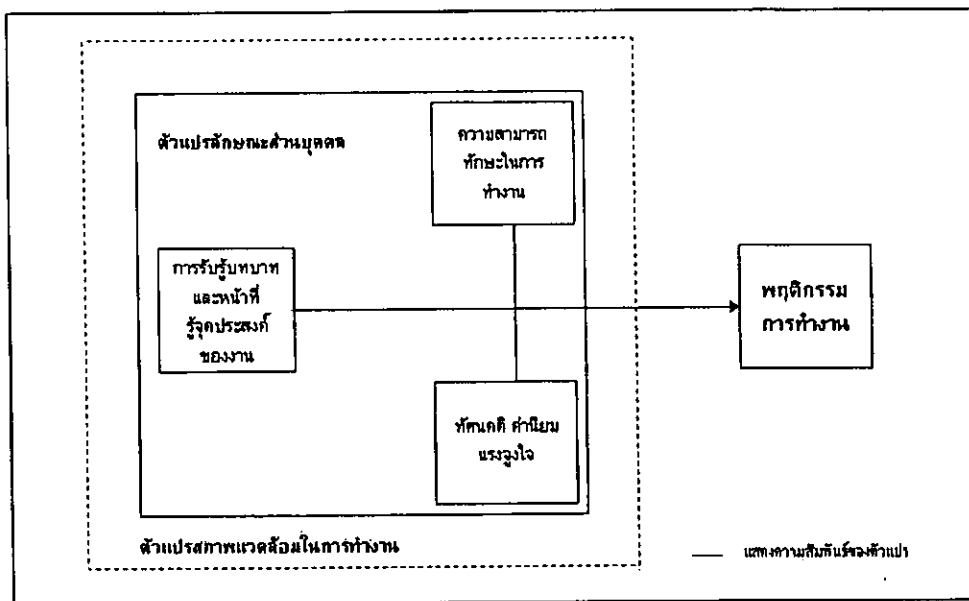 ตัวแปรลักษณะส่วนบุคคล
ความสามารถ
ทักษะในการ
ทำงาน
การรับรู้บทบาท
และหน้าที่
รู้จุดประสงค์
ของงาน
พฤติกรรม
การทำงาน
ทัศนคติ ค่านิยม
แรงจูงใจ
ตัวแปรสภาพแวดล้อมในการทำงาน
แสดงความสัมพันธ์ของตัวแปร